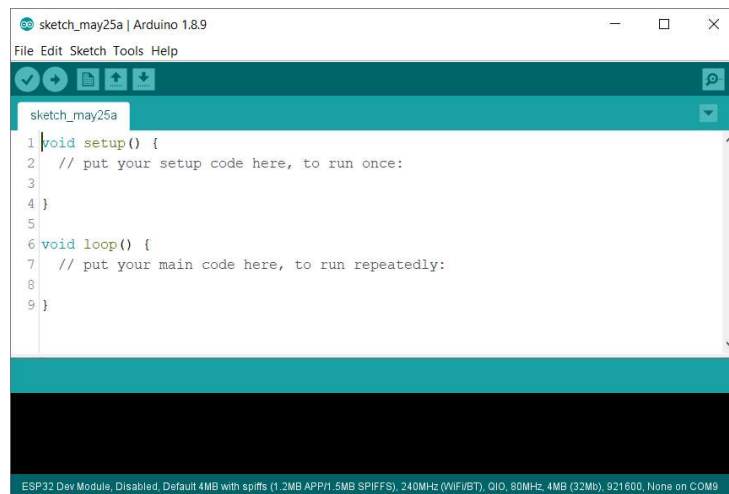 sketch_may25a | Arduino 1.8.9
File Edit Sketch Tools Help
sketch_may25a
1 void setup() {
2 // put your setup code here, to run once:
3
4 }
5
6 void loop() {
7 // put your main code here, to run repeatedly:
8
9 }
ESP32 Dev Module, Disabled, Default 4MB with spiffs (1.2MB APP/1.5MB SPIFFS), 240MHz (WiFi/BT), QIO, 80MHz, 4MB (32Mb), 921600, None on COM9